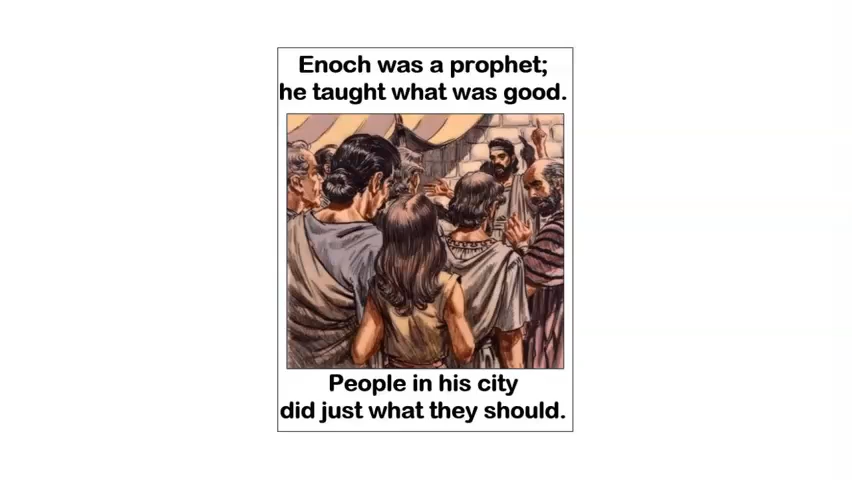 Enoch was a prophet;
he taught what was good.
People in his city
did just what they should.